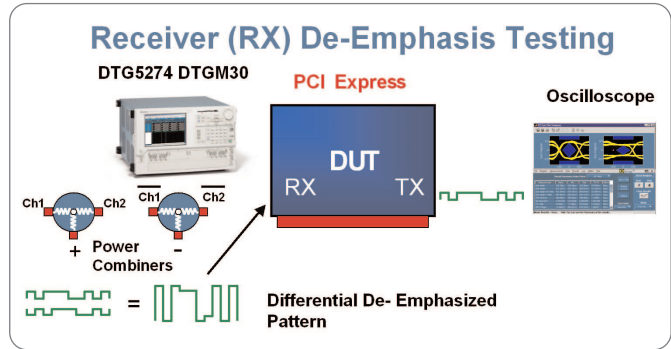 Receiver (RX) De-Emphasis Testing
DTG5274 DTGM30
PCI Express
Oscilloscope
DUT
RX
TX
Ch1
Ch2
Ch1
Ch2
+
Power
Combiners
-
=
Differential De- Emphasized
Pattern